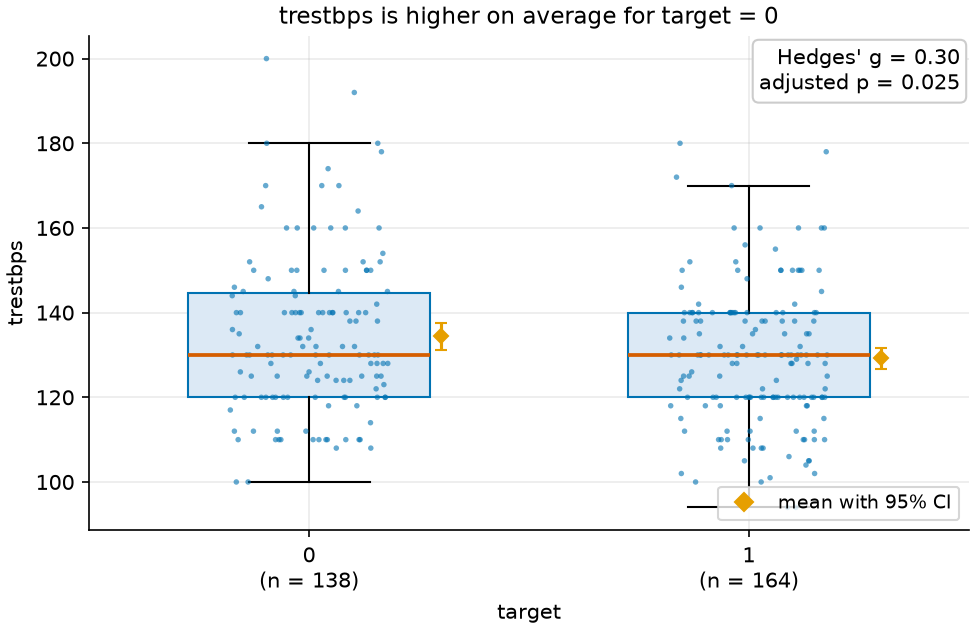 trestbps is higher on average for target = 0
Hedges' g = 0.30
adjusted p = 0.025
200
180
160
140
120
100
trestbps
mean with 95% CI
0
(n = 138)
1
(n = 164)
target